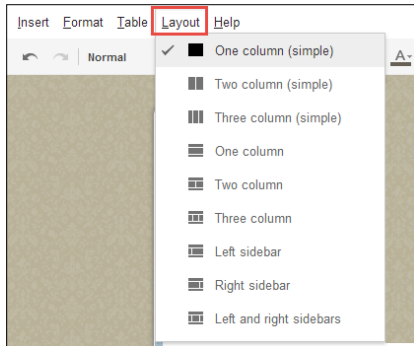 Insert Format Table Layout Help
Normal
One column (simple)
A
Two column (simple)
Three column (simple)
One column
Two column
Three column
Left sidebar
Right sidebar
Left and right sidebars